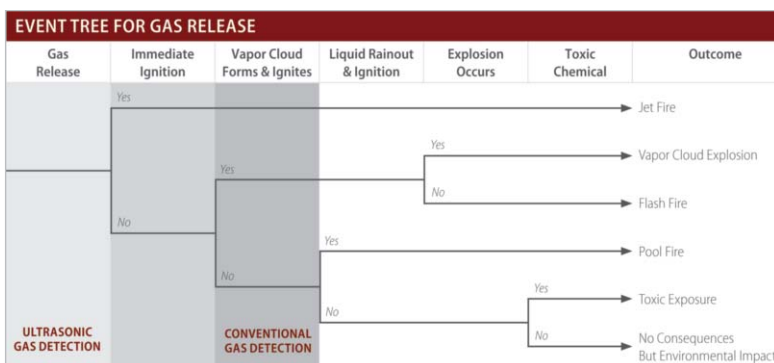 EVENT TREE FOR GAS RELEASE
Gas
Release
Immediate
Ignition
Vapor Cloud
Forms & Ignites
Liquid Rainout
& Ignition
Explosion
Occurs
Toxic
Chemical
Outcome
Yes
Jet Fire
Yes
Vapor Cloud Explosion
Yes
No
Flash Fire
No
Yes
Pool Fire
No
Yes
Toxic Exposure
No
No
No Consequences
But Environmental Impact
ULTRASONIC
GAS DETECTION
CONVENTIONAL
GAS DETECTION